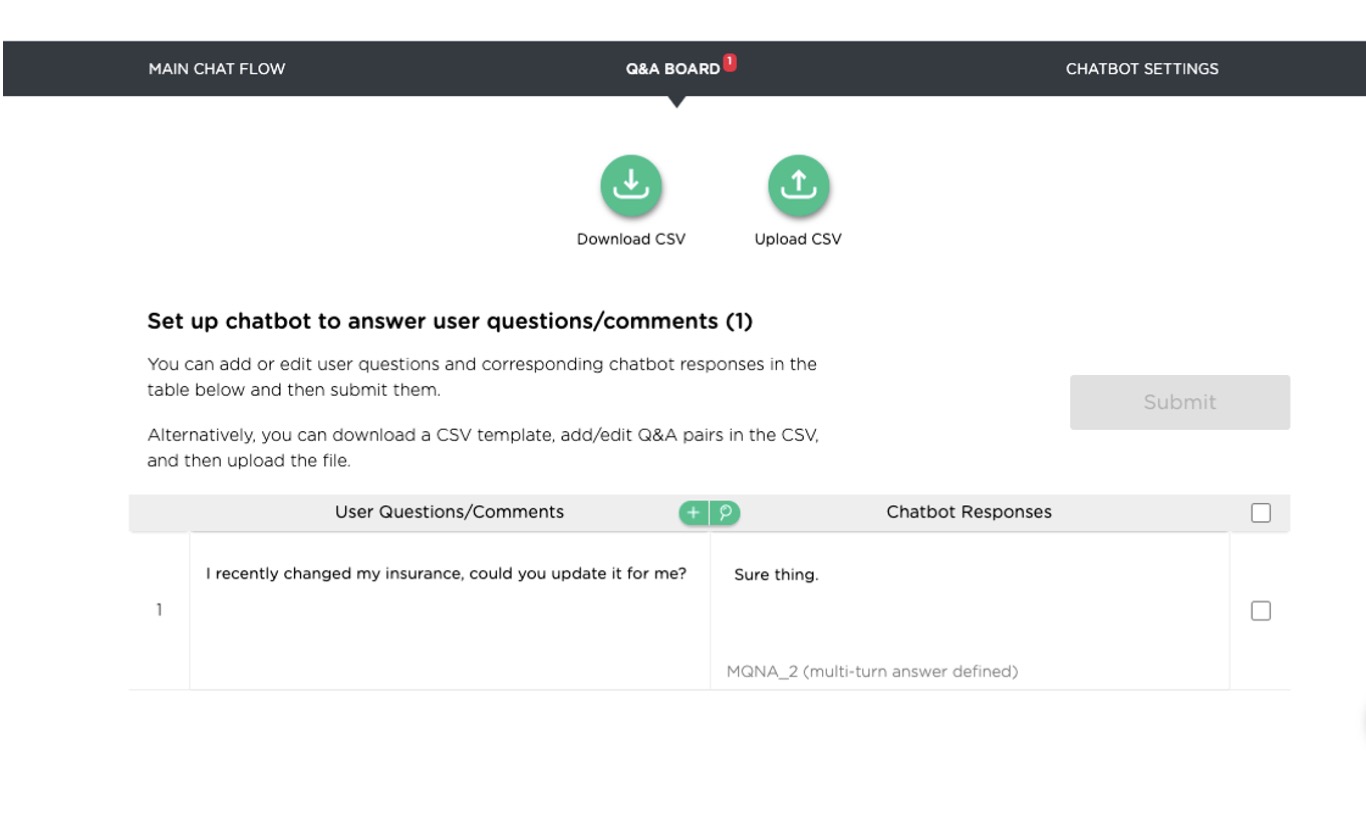 MAIN CHAT FLOW
Q&A BOARD 1
CHATBOT SETTINGS
Download CSV
Upload CSV
Set up chatbot to answer user questions/comments (1)
You can add or edit user questions and corresponding chatbot responses in the
table below and then submit them.
Submit
Alternatively, you can download a CSV template, add/edit Q&A pairs in the CSV,
and then upload the file.
User Questions/Comments
Chatbot Responses
1
I recently changed my insurance, could you update it for me?
Sure thing.
MQNA_2 (multi-turn answer defined)